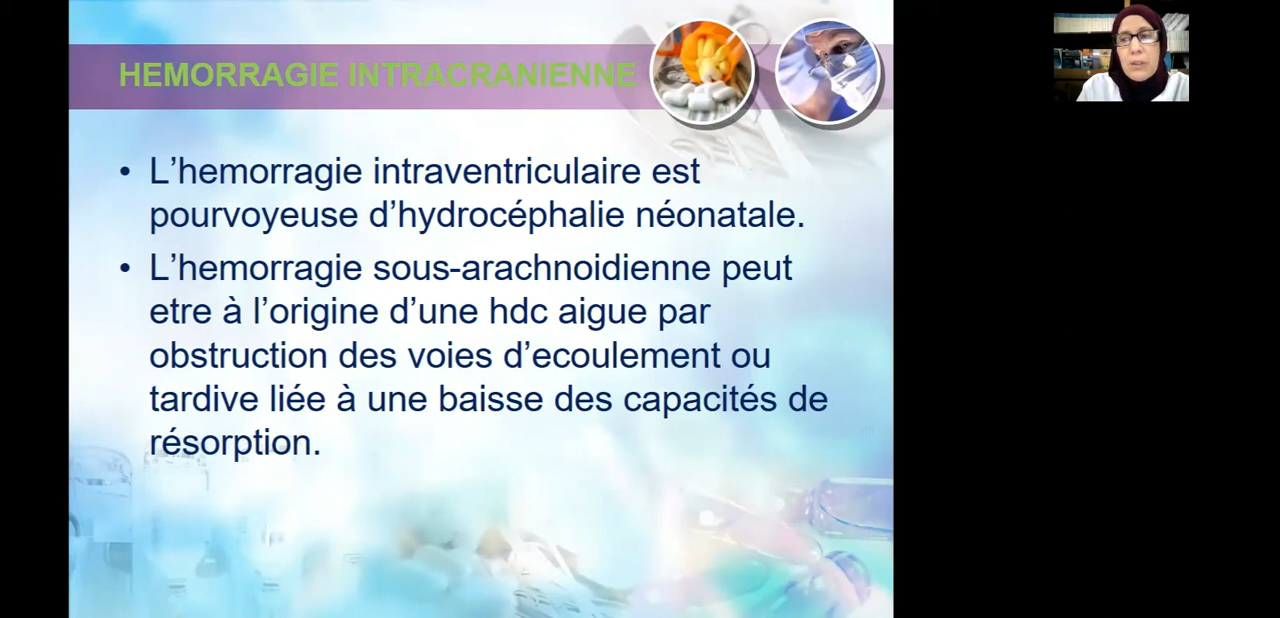 HEMORRAGIE INTRACRANIENNE
• L’hemorragie intraventriculaire est
pourvoyeuse d’hydrocéphalie néonatale.
• L’hemorragie sous-arachnoidienne peut
etre à l’origine d’une hdc aigue par
obstruction des voies d’ecoulement ou
tardive liée à une baisse des capacités de
résorption.